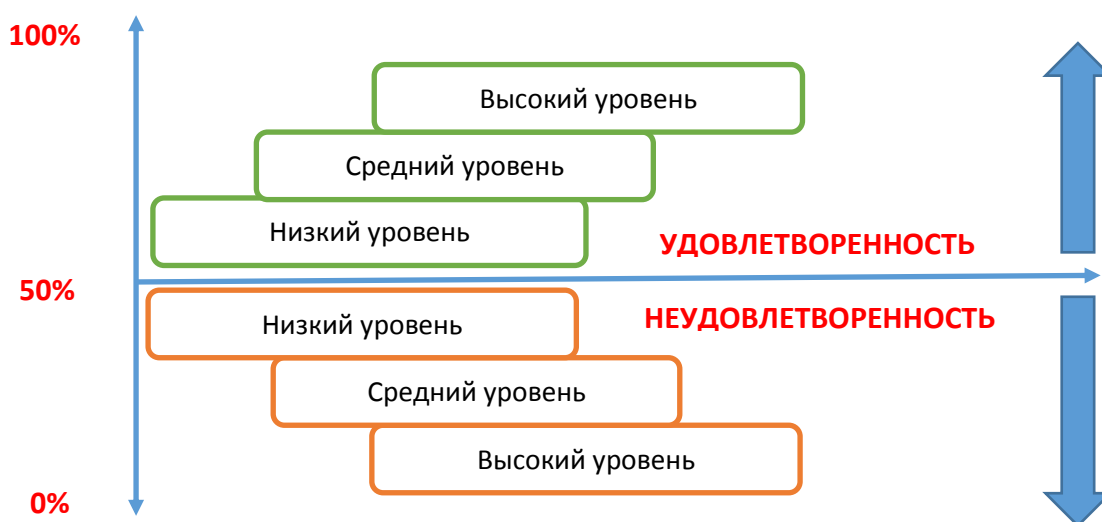 100%
Высокий уровень
Средний уровень
Низкий уровень
УДОВЛЕТВОРЕННОСТЬ
50%
Низкий уровень
НЕУДОВЛЕТВОРЕННОСТЬ
Средний уровень
Высокий уровень
0%